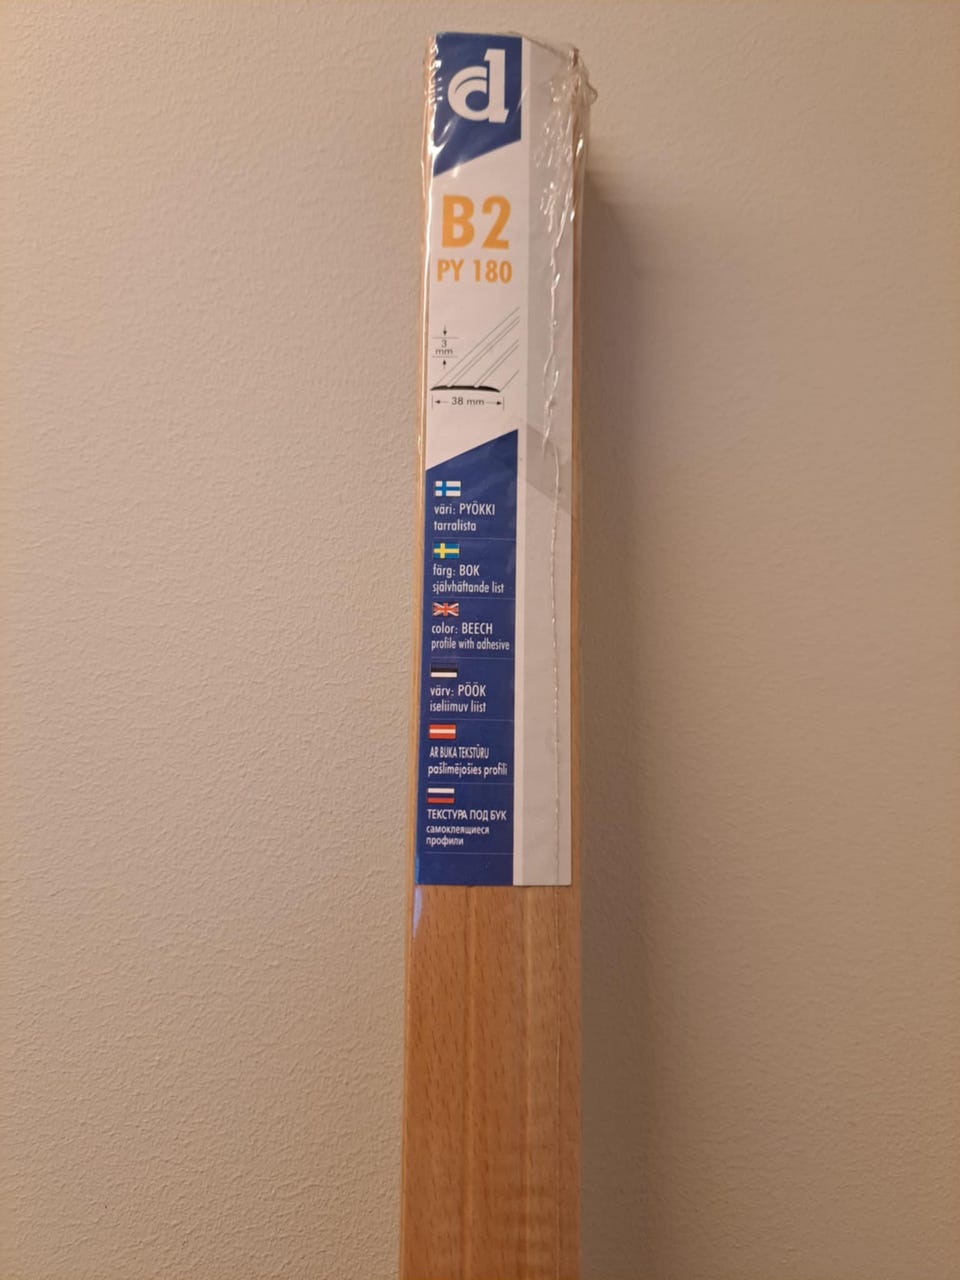 d
B2
PY 180
3
mm
38 mm
väri: PYÖKKI
tarralista
färg: BOK
självhäftande list
color: BEECH
profile with adhesive
värv: PÖÖK
iseliimuv liist
AR BUKA TEKSTŪRU
pašlīmējošies profili
ТЕКСТУРА ПОД БУК
самоклеящиеся
профили